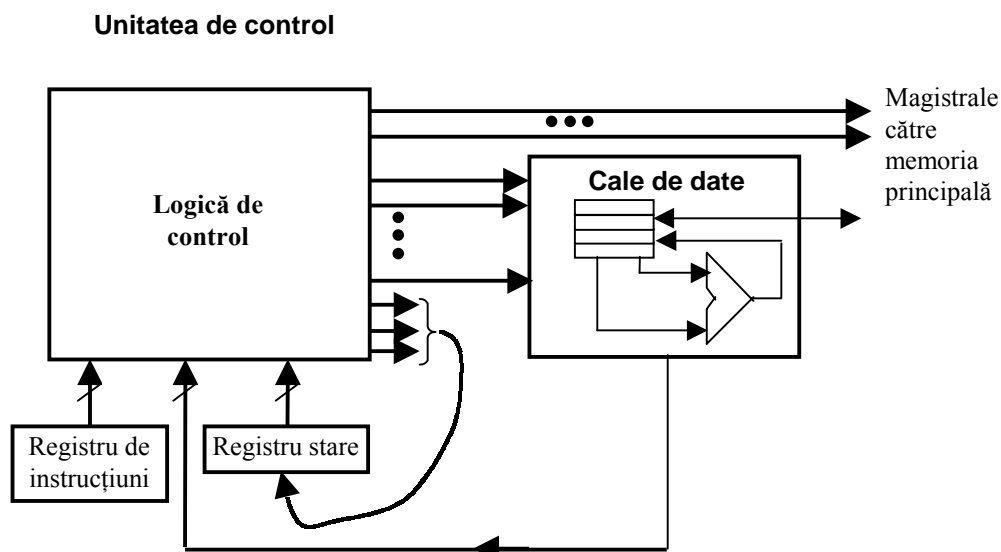 Unitatea de control
Magistrale
către
memoria
principală
Cale de date
Logică de
control
Registru de
instrucțiuni
Registru stare